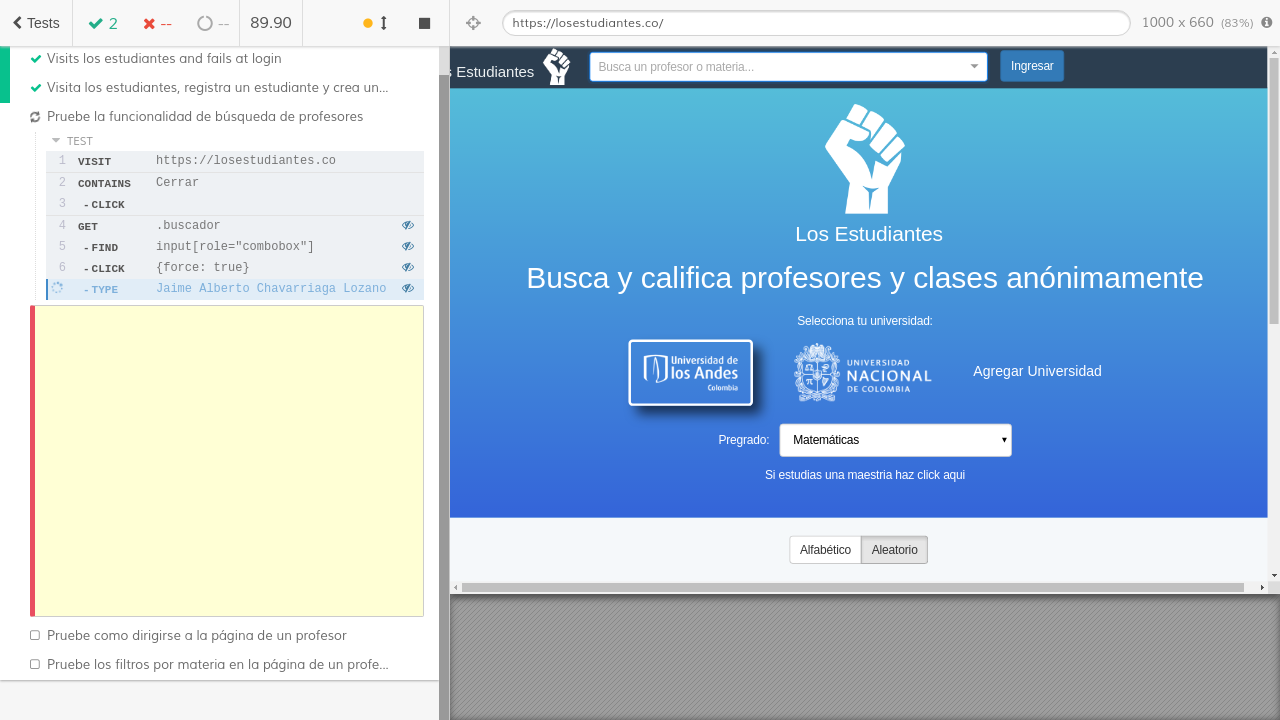 Tests
2
--
--
89.90
https://losestudiantes.co/
1000 x 660 (83%)
Visits los estudiantes and fails at login
Visita los estudiantes, registra un estudiante y crea un...
Pruebe la funcionalidad de búsqueda de profesores
TEST
1 VISIT https://losestudiantes.co
2 CONTAINS Cerrar
3 - CLICK
4 GET .buscador
5 - FIND input[role="combobox"]
6 - CLICK {force: true}
- TYPE Jaime Alberto Chavarriaga Lozano
Pruebe como dirigirse a la página de un profesor
Pruebe los filtros por materia en la página de un profe...
s Estudiantes
Busca un profesor o materia...
Ingresar
Los Estudiantes
Busca y califica profesores y clases anónimamente
Selecciona tu universidad:
Universidad de
los Andes
Colombia
UNIVERSIDAD
NACIONAL
DE COLOMBIA
Agregar Universidad
Pregrado: Matemáticas
Si estudias una maestria haz click aqui
Alfabético Aleatorio